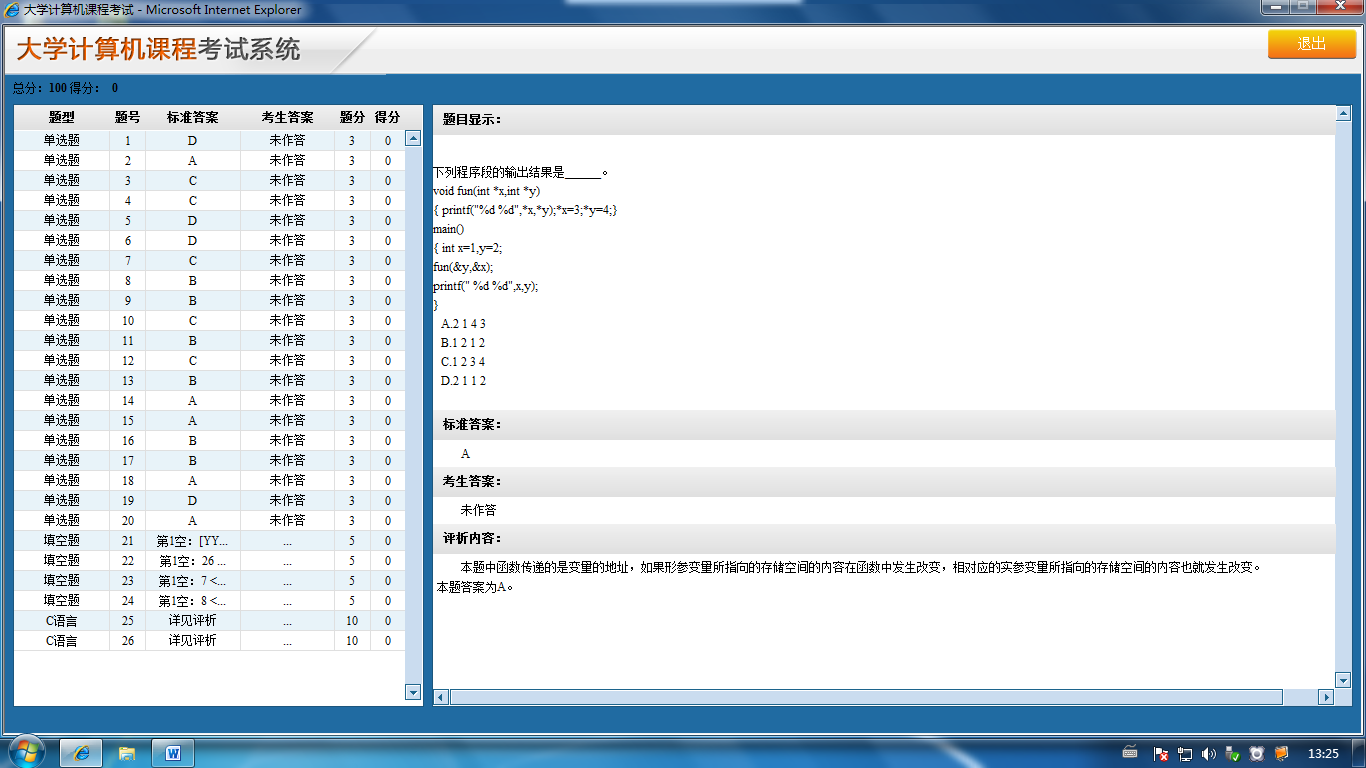 大学计算机课程考试 - Microsoft Internet Explorer
大学计算机课程考试系统
退出
总分：100 得分： 0
题型 题号 标准答案 考生答案 题分 得分
单选题 1 D 未作答 3 0
单选题 2 A 未作答 3 0
单选题 3 C 未作答 3 0
单选题 4 C 未作答 3 0
单选题 5 D 未作答 3 0
单选题 6 D 未作答 3 0
单选题 7 C 未作答 3 0
单选题 8 B 未作答 3 0
单选题 9 B 未作答 3 0
单选题 10 C 未作答 3 0
单选题 11 B 未作答 3 0
单选题 12 C 未作答 3 0
单选题 13 B 未作答 3 0
单选题 14 A 未作答 3 0
单选题 15 A 未作答 3 0
单选题 16 B 未作答 3 0
单选题 17 B 未作答 3 0
单选题 18 A 未作答 3 0
单选题 19 D 未作答 3 0
单选题 20 A 未作答 3 0
填空题 21 第1空：[YY... ... 5 0
填空题 22 第1空：26 ... ... 5 0
填空题 23 第1空：7 <... ... 5 0
填空题 24 第1空：8 <... ... 5 0
C语言 25 详见评析 ... 10 0
C语言 26 详见评析 ... 10 0
题目显示：
下列程序段的输出结果是______。
void fun(int *x,int *y)
{ printf("%d %d",*x,*y);*x=3;*y=4;}
main()
{ int x=1,y=2;
fun(&y,&x);
printf(" %d %d",x,y);
}
A.2 1 4 3
B.1 2 1 2
C.1 2 3 4
D.2 1 1 2
标准答案：
A
考生答案：
未作答
评析内容：
本题中函数传递的是变量的地址，如果形参变量所指向的存储空间的内容在函数中发生改变，相对应的实参变量所指向的存储空间的内容也就发生改变。
本题答案为A。
13:25